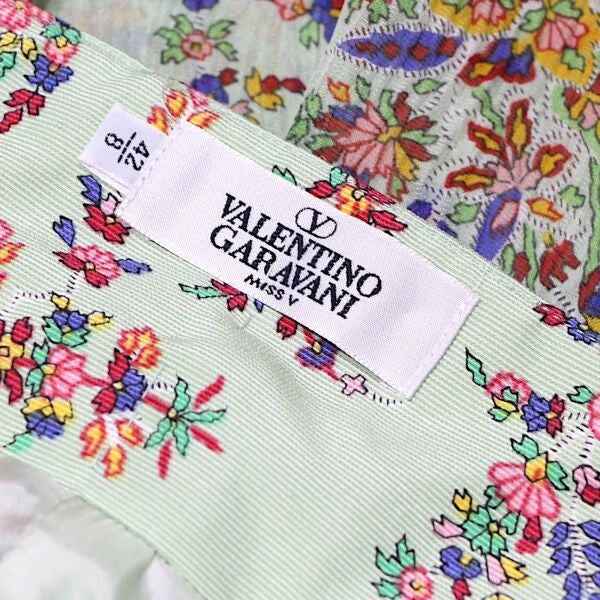 42
8
V
VALENTINO
GARAVANI
MISS V